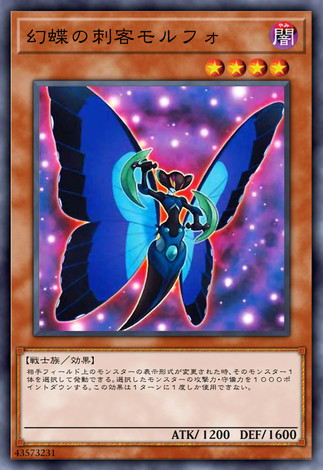 幻蝶の刺客モルフォ
やみ
闇
【戦士族／効果】
相手フィールド上のモンスターの表示形式が変更された時、そのモンスター１
体を選択して発動できる。選択したモンスターの攻撃力・守備力を１０００ポイ
ントダウンする。この効果は１ターンに１度しか使用できない。
ATK/ 1200 DEF/1600
43573231